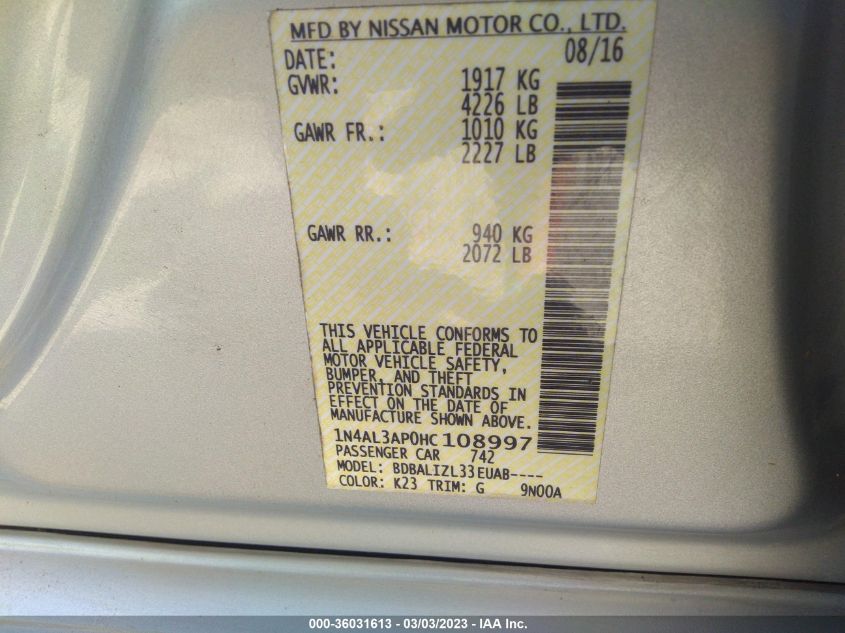 MFD BY NISSAN MOTOR CO., LTD.
DATE: 08/16
GVWR: 1917 KG
4226 LB
GAWR FR.: 1010 KG
2227 LB
GAWR RR.: 940 KG
2072 LB
THIS VEHICLE CONFORMS TO
ALL APPLICABLE FEDERAL
MOTOR VEHICLE SAFETY,
BUMPER, AND THEFT
PREVENTION STANDARDS IN
EFFECT ON THE DATE OF
MANUFACTURE SHOWN ABOVE.
1N4AL3AP0HC108997
PASSENGER CAR 742
MODEL: BDBALIZL33EUAB----
COLOR: K23 TRIM: G 9N00A
000-36031613 — 03/03/2023 — IAA Inc.